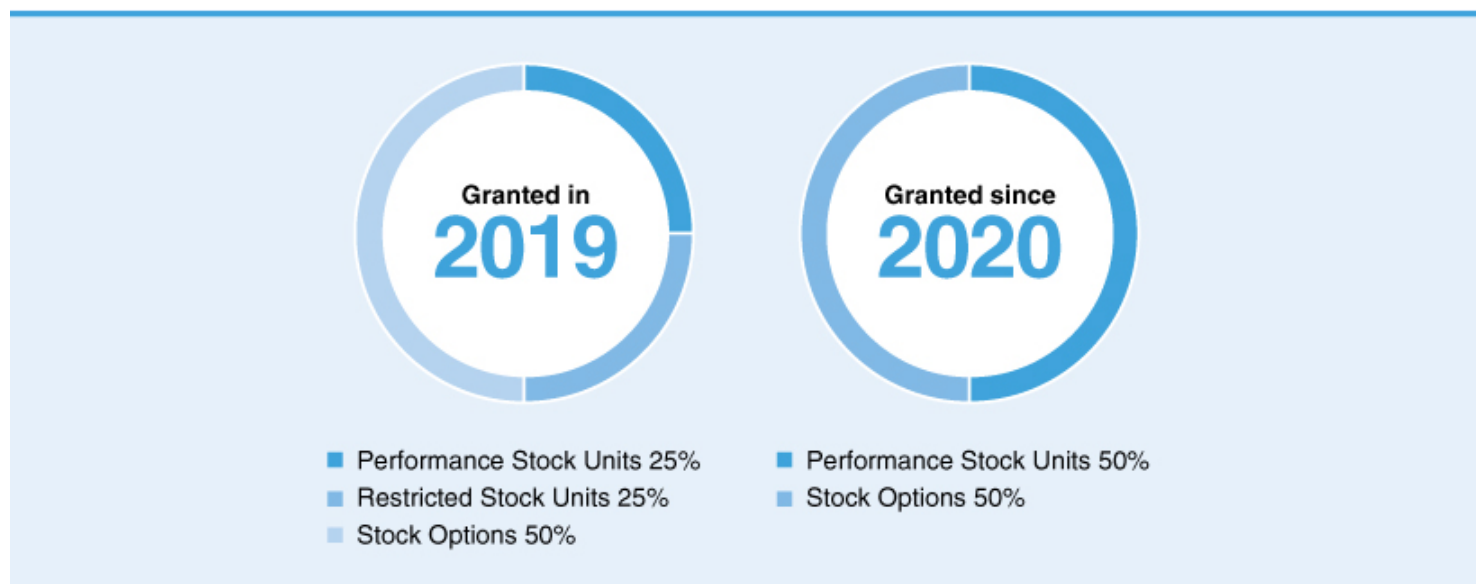 Granted in
2019
Performance Stock Units 25%
Restricted Stock Units 25%
Stock Options 50%
Granted since
2020
Performance Stock Units 50%
Stock Options 50%